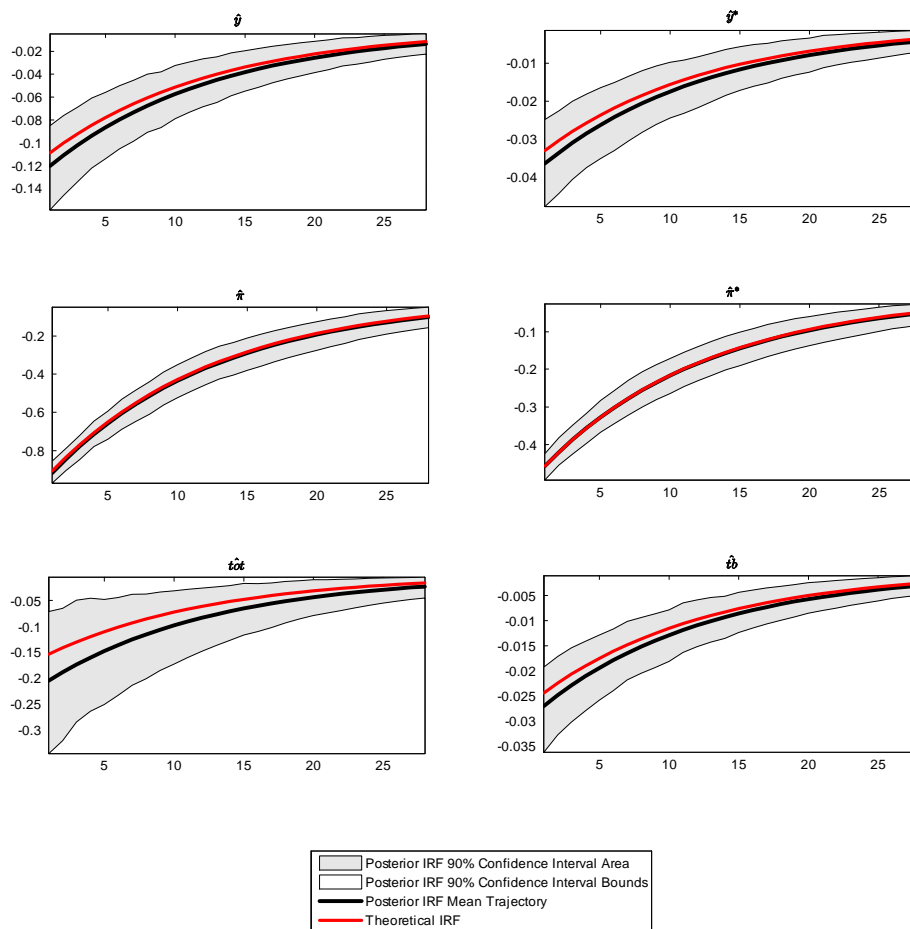 ŷ
-0.02
-0.04
-0.06
-0.08
-0.1
-0.12
-0.14
5 10 15 20 25
ŷ*
-0.01
-0.02
-0.03
-0.04
5 10 15 20 25
π̂
-0.2
-0.4
-0.6
-0.8
5 10 15 20 25
π̂*
-0.1
-0.2
-0.3
-0.4
5 10 15 20 25
tôt
-0.05
-0.1
-0.15
-0.2
-0.25
-0.3
5 10 15 20 25
t̂b
-0.005
-0.01
-0.015
-0.02
-0.025
-0.03
-0.035
5 10 15 20 25
Posterior IRF 90% Confidence Interval Area
Posterior IRF 90% Confidence Interval Bounds
Posterior IRF Mean Trajectory
Theoretical IRF